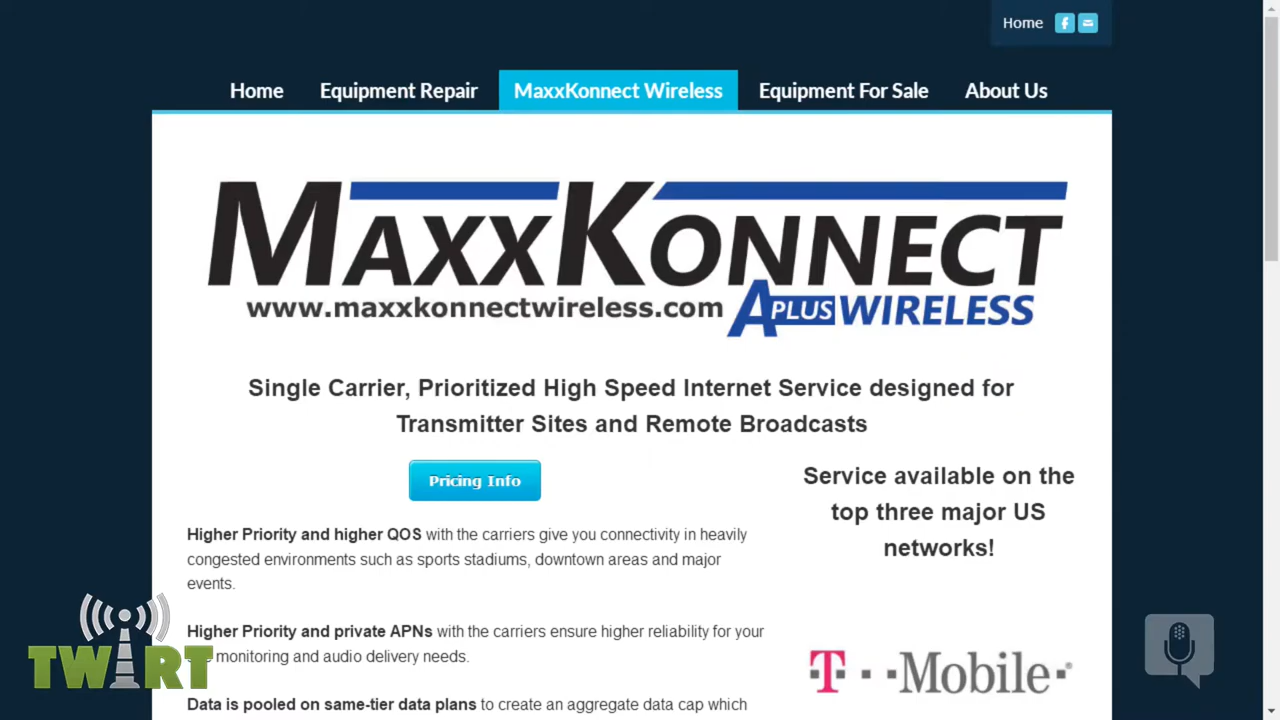 Home
Home Equipment Repair MaxxKonnect Wireless Equipment For Sale About Us
MAXXKONNECT
www.maxxkonnectwireless.com APLUS WIRELESS
Single Carrier, Prioritized High Speed Internet Service designed for
Transmitter Sites and Remote Broadcasts
Pricing Info
Service available on the
top three major US
networks!
Higher Priority and higher QOS with the carriers give you connectivity in heavily
congested environments such as sports stadiums, downtown areas and major
events.
Higher Priority and private APNs with the carriers ensure higher reliability for your
monitoring and audio delivery needs.
Data is pooled on same-tier data plans to create an aggregate data cap which
T··Mobile·®
TWIRT